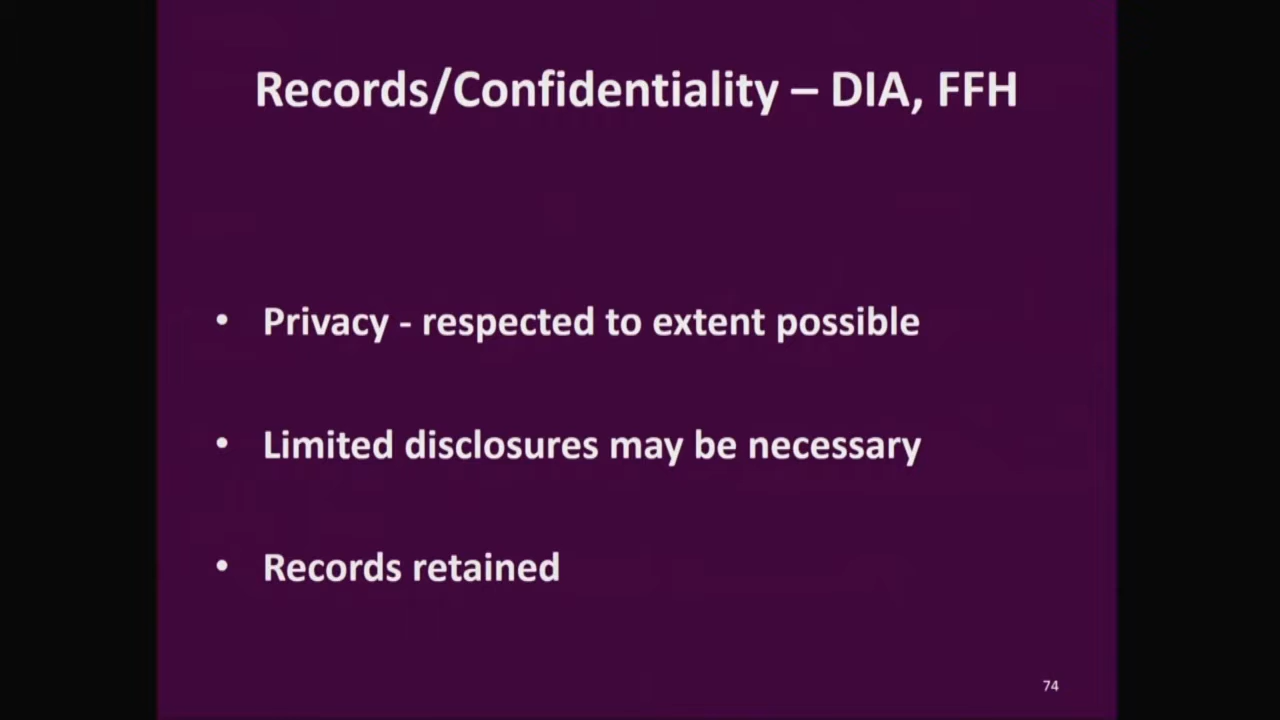 Records/Confidentiality – DIA, FFH
• Privacy - respected to extent possible
• Limited disclosures may be necessary
• Records retained
74